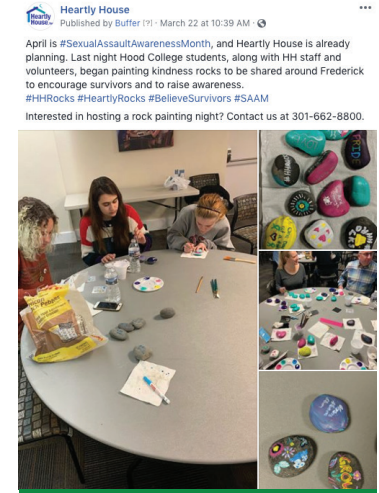 Heartly House
Published by Buffer [?] · March 22 at 10:39 AM ·
April is #SexualAssaultAwarenessMonth, and Heartly House is already
planning. Last night Hood College students, along with HH staff and
volunteers, began painting kindness rocks to be shared around Frederick
to encourage survivors and to raise awareness.
#HHRocks #HeartlyRocks #BelieveSurvivors #SAAM
Interested in hosting a rock painting night? Contact us at 301-662-8800.
PRIDE